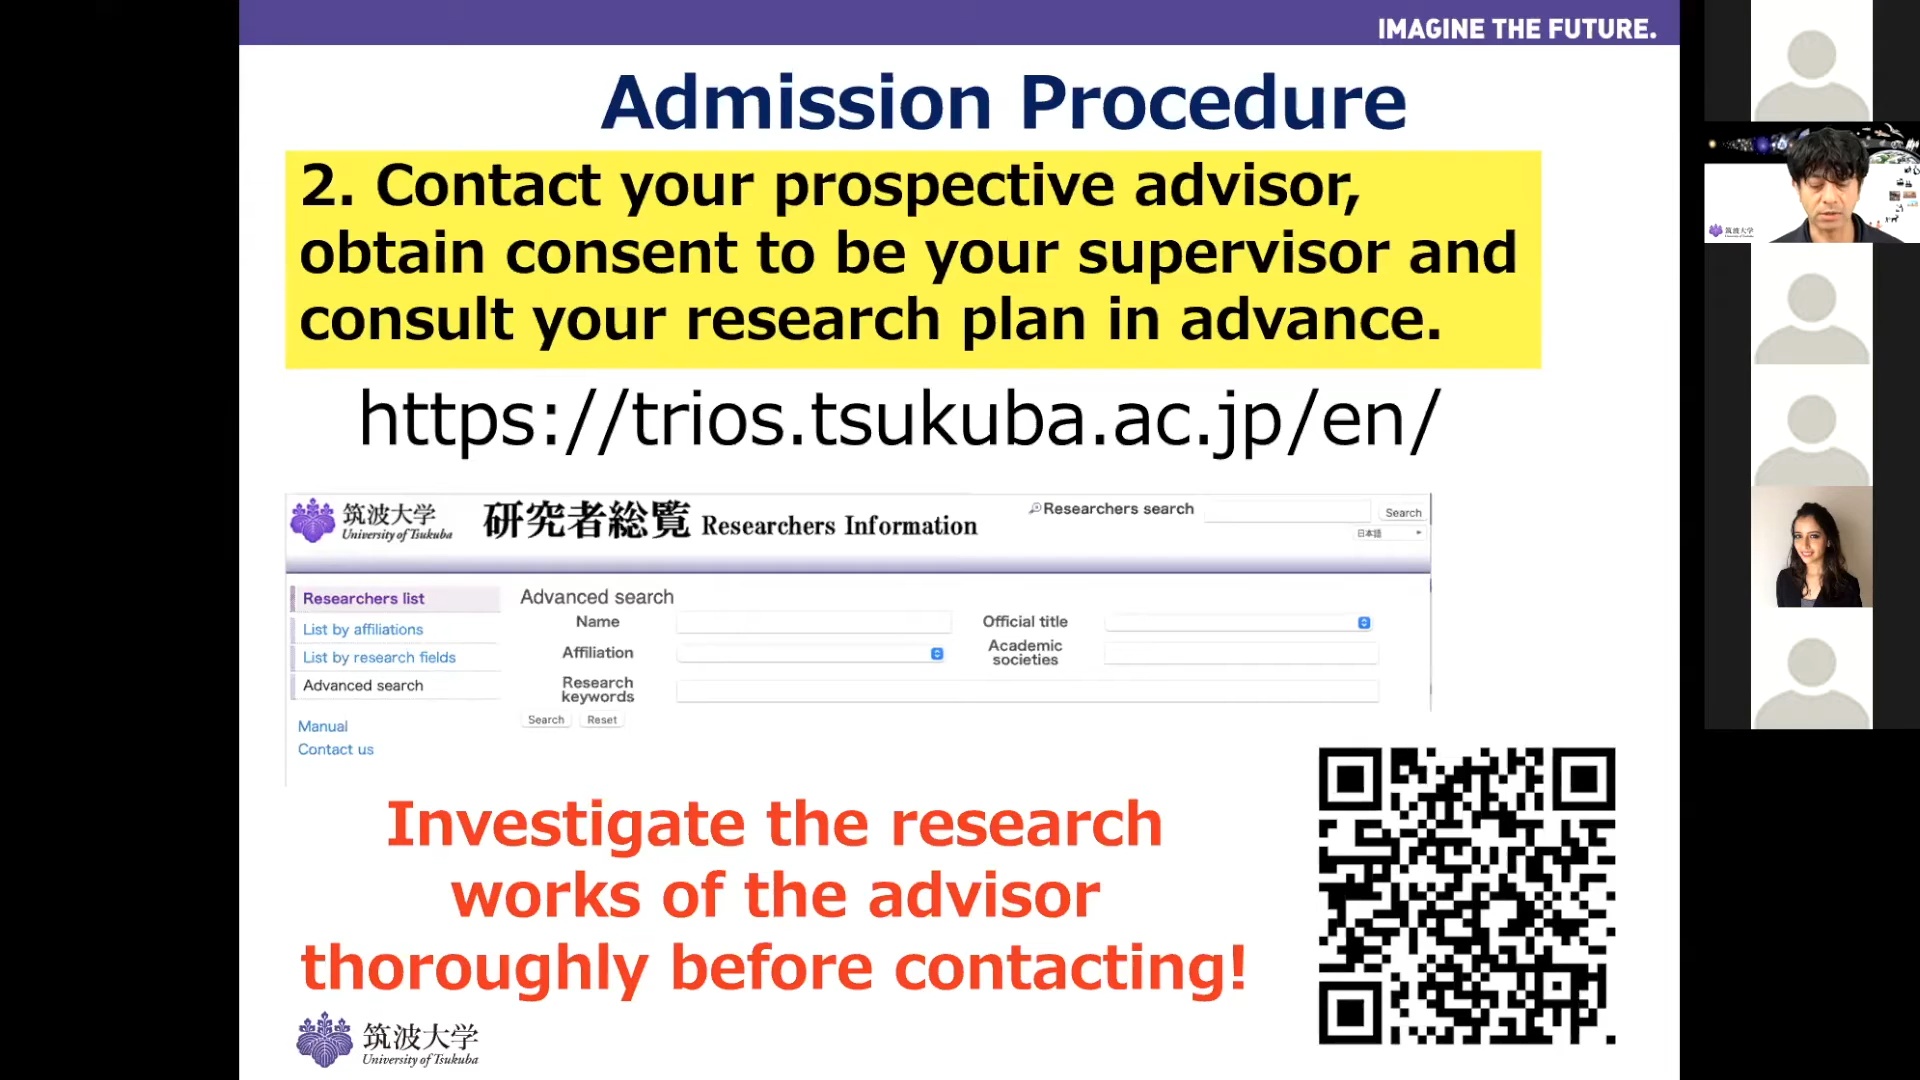 IMAGINE THE FUTURE.
Admission Procedure
2. Contact your prospective advisor,
obtain consent to be your supervisor and
consult your research plan in advance.
https://trios.tsukuba.ac.jp/en/
筑波大学
University of Tsukuba
研究者総覧 Researchers Information
Researchers search
Search
日本語
Researchers list
List by affiliations
List by research fields
Advanced search
Manual
Contact us
Advanced search
Name
Official title
Affiliation
Academic
societies
Research
keywords
Search
Reset
Investigate the research
works of the advisor
thoroughly before contacting!
筑波大学
University of Tsukuba
筑波大学